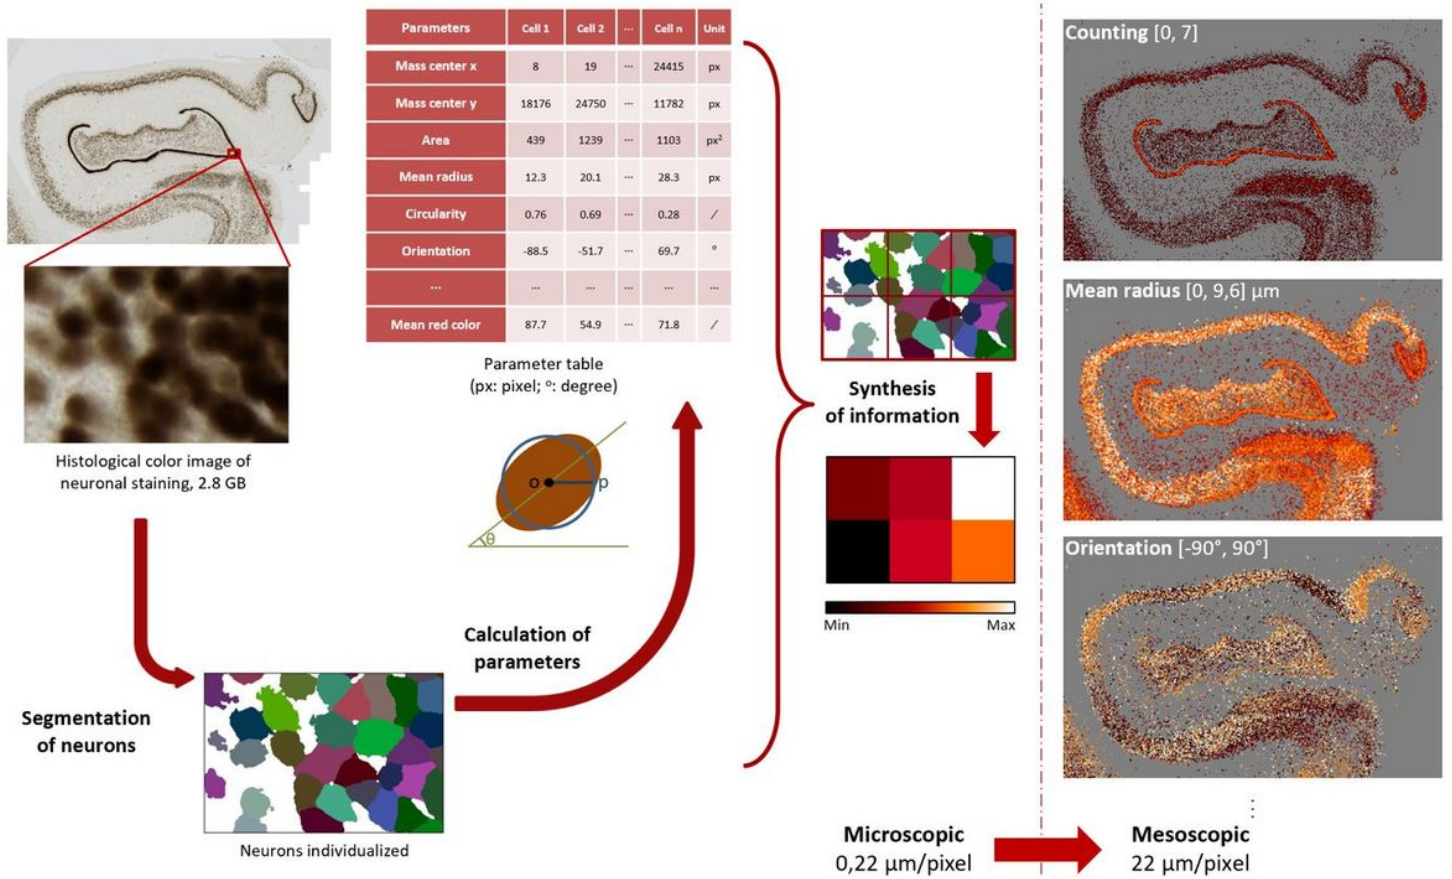 Parameters Cell 1 Cell 2 ... Cell n Unit
Mass center x 8 19 ... 24415 px
Mass center y 18176 24750 ... 11782 px
Area 439 1239 ... 1103 px²
Mean radius 12.3 20.1 ... 28.3 px
Circularity 0.76 0.69 ... 0.28 /
Orientation -88.5 -51.7 ... 69.7 °
... ... ... ... ... ...
Mean red color 87.7 54.9 ... 71.8 /
Parameter table
(px: pixel; °: degree)
Histological color image of
neuronal staining, 2.8 GB
O p
θ
Segmentation
of neurons
Calculation of
parameters
Neurons individualized
Synthesis
of information
Min Max
Counting [0, 7]
Mean radius [0, 9,6] µm
Orientation [-90°, 90°]
⋮
Microscopic
0,22 µm/pixel
Mesoscopic
22 µm/pixel